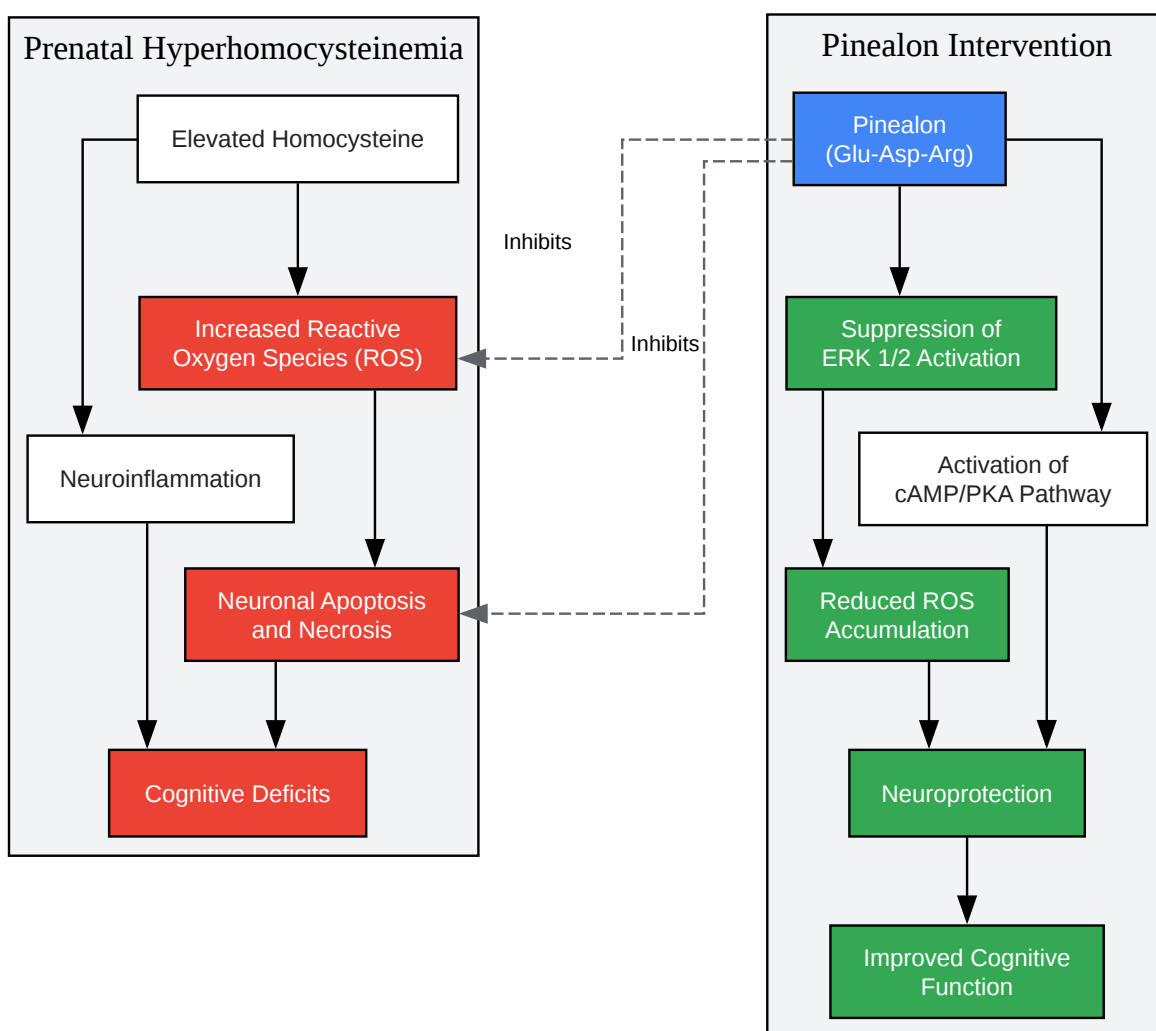 Prenatal Hyperhomocysteinemia
Elevated Homocysteine
Increased Reactive
Oxygen Species (ROS)
Neuroinflammation
Neuronal Apoptosis
and Necrosis
Cognitive Deficits
Inhibits
Inhibits
Pinealon Intervention
Pinealon
(Glu-Asp-Arg)
Suppression of
ERK 1/2 Activation
Activation of
cAMP/PKA Pathway
Reduced ROS
Accumulation
Neuroprotection
Improved Cognitive
Function